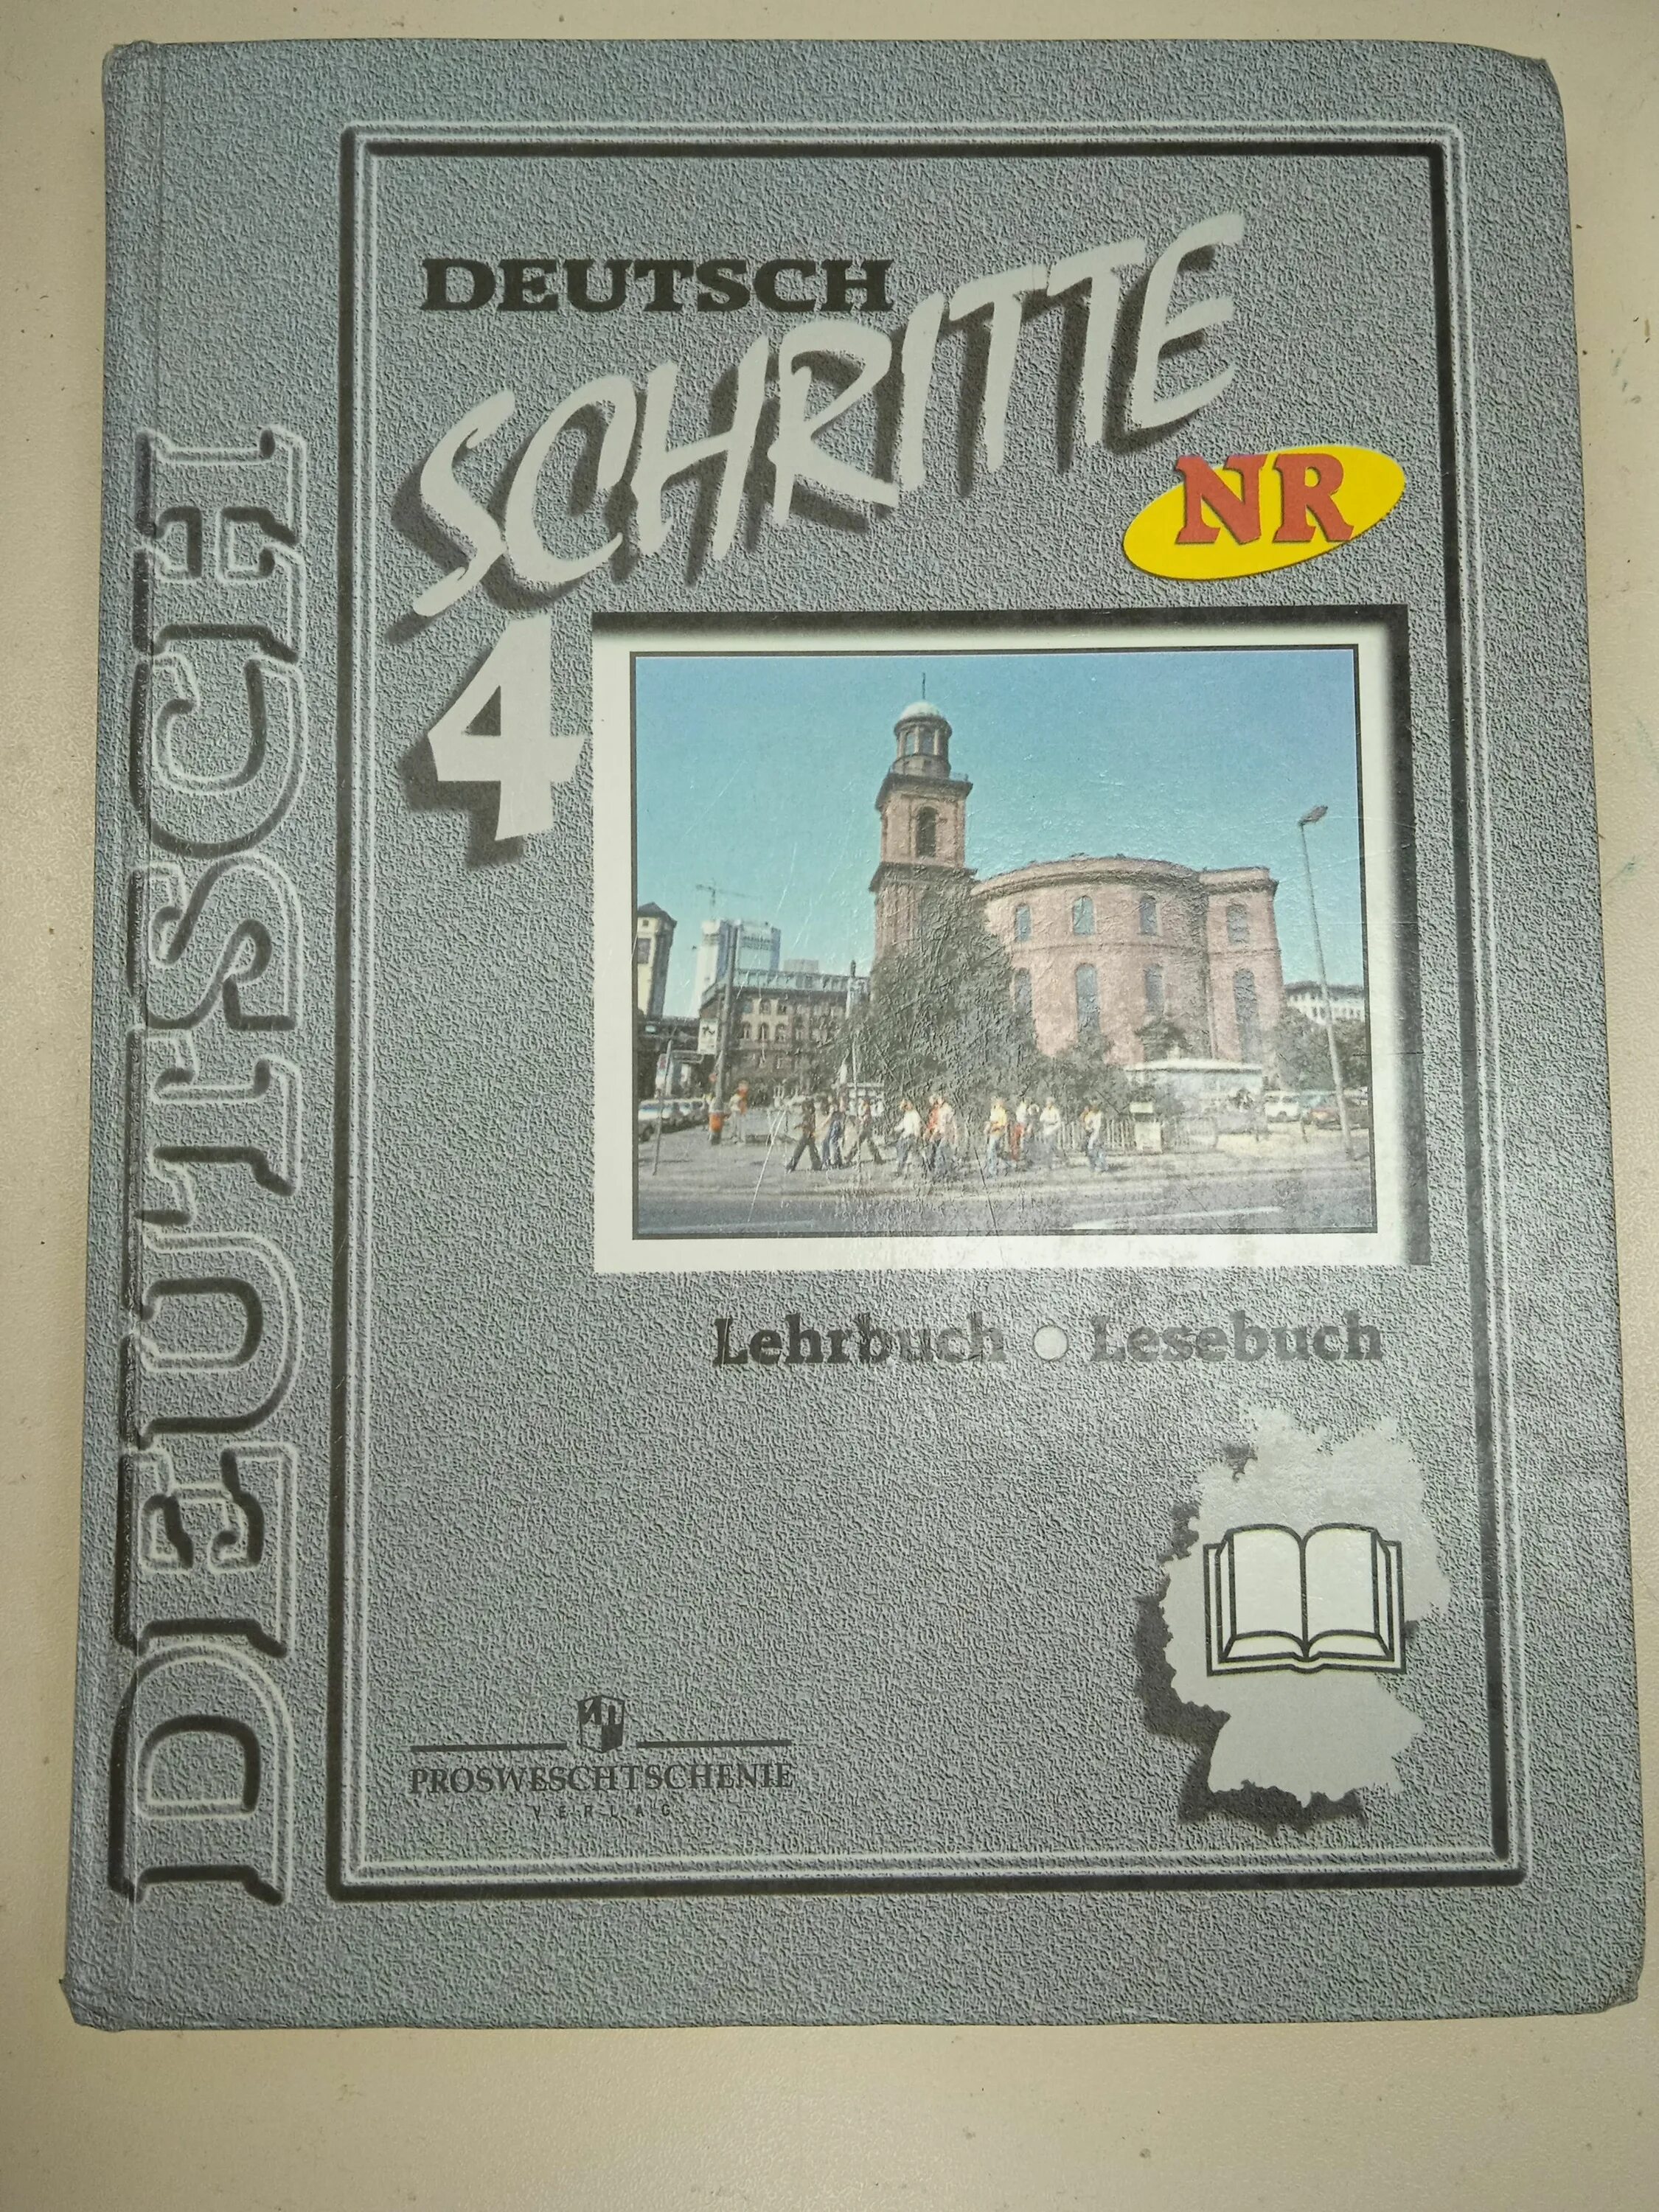 DEUTSCH
DEUTSCH
SCHRITTE
NR
4
Lehrbuch Lesebuch
PROSWESCHTSCHENIE
VERLAG